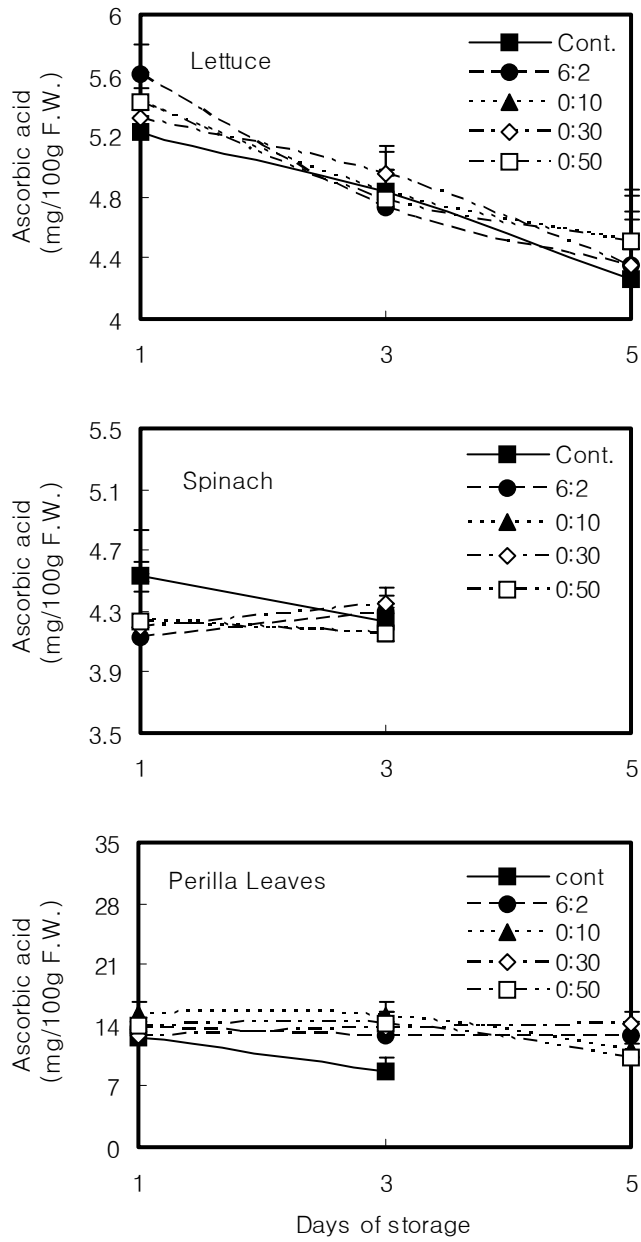 Ascorbic acid
(mg/100g F.W.)
6
5.6
5.2
4.8
4.4
4
Lettuce
Cont.
6:2
0:10
0:30
0:50
1 3 5
Ascorbic acid
(mg/100g F.W.)
5.5
5.1
4.7
4.3
3.9
3.5
Spinach
Cont.
6:2
0:10
0:30
0:50
1 3 5
Ascorbic acid
(mg/100g F.W.)
35
28
21
14
7
0
Perilla Leaves
cont
6:2
0:10
0:30
0:50
1 3 5
Days of storage